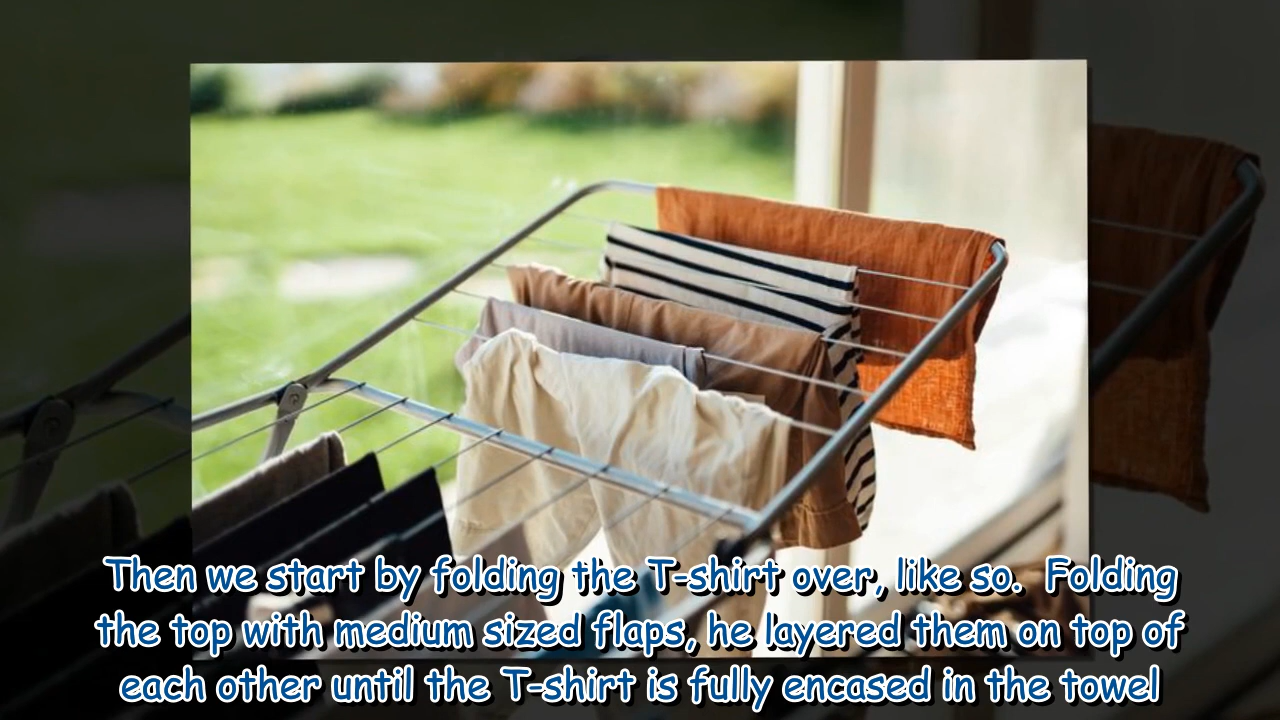 Then we start by folding the T-shirt over, like so.  Folding
the top with medium sized flaps, he layered them on top of
each other until the T-shirt is fully encased in the towel